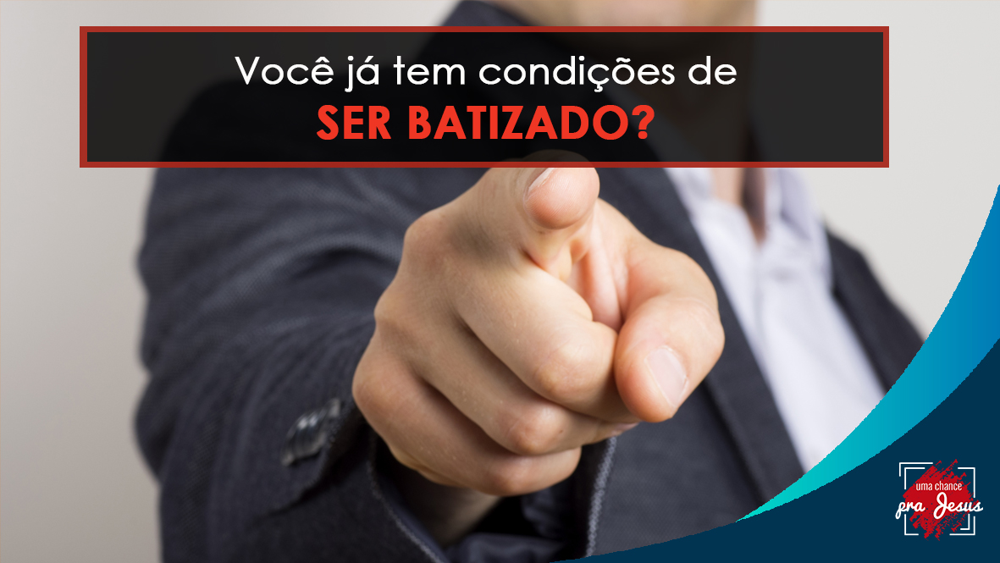 Você já tem condições de
SER BATIZADO?
uma chance
pra Jesus